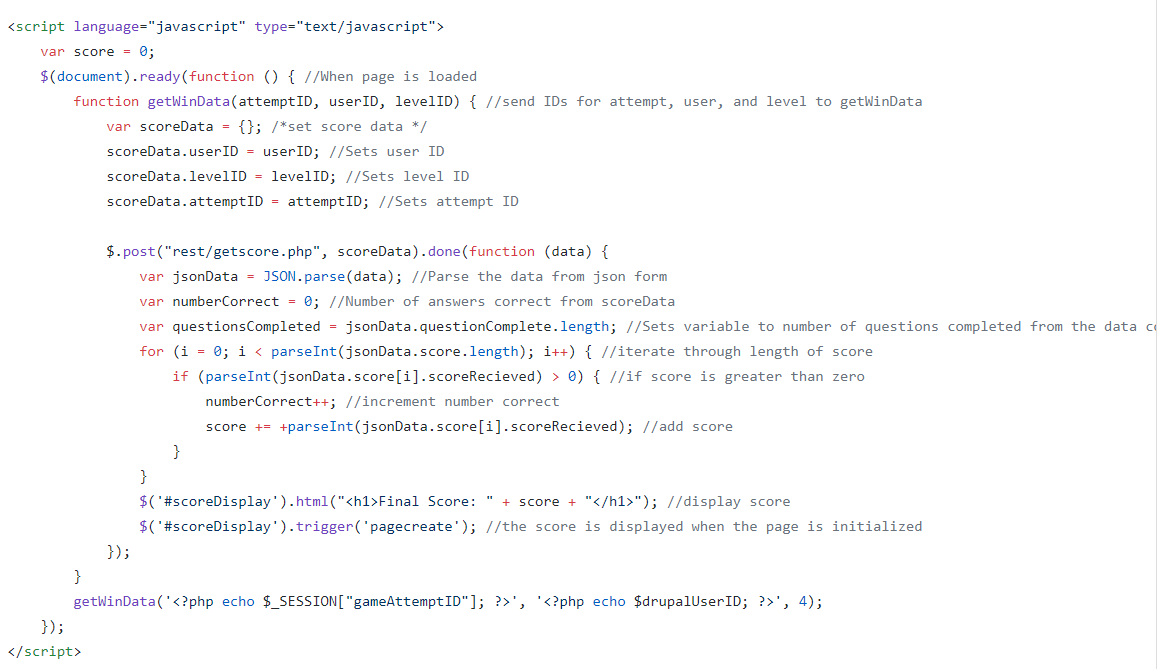 <script language="javascript" type="text/javascript">
    var score = 0;
    $(document).ready(function () { //When page is loaded
        function getWinData(attemptID, userID, levelID) { //send IDs for attempt, user, and level to getWinData
            var scoreData = {}; /*set score data */
            scoreData.userID = userID; //Sets user ID
            scoreData.levelID = levelID; //Sets level ID
            scoreData.attemptID = attemptID; //Sets attempt ID

            $.post("rest/getscore.php", scoreData).done(function (data) {
                var jsonData = JSON.parse(data); //Parse the data from json form
                var numberCorrect = 0; //Number of answers correct from scoreData
                var questionsCompleted = jsonData.questionComplete.length; //Sets variable to number of questions completed from the data
                for (i = 0; i < parseInt(jsonData.score.length); i++) { //iterate through length of score
                    if (parseInt(jsonData.score[i].scoreRecieved) > 0) { //if score is greater than zero
                        numberCorrect++; //increment number correct
                        score += +parseInt(jsonData.score[i].scoreRecieved); //add score
                    }
                }
                $('#scoreDisplay').html("<h1>Final Score: " + score + "</h1>"); //display score
                $('#scoreDisplay').trigger('pagecreate'); //the score is displayed when the page is initialized
            });
        }
        getWinData('<?php echo $_SESSION["gameAttemptID"]; ?>', '<?php echo $drupalUserID; ?>', 4);
    });
</script>